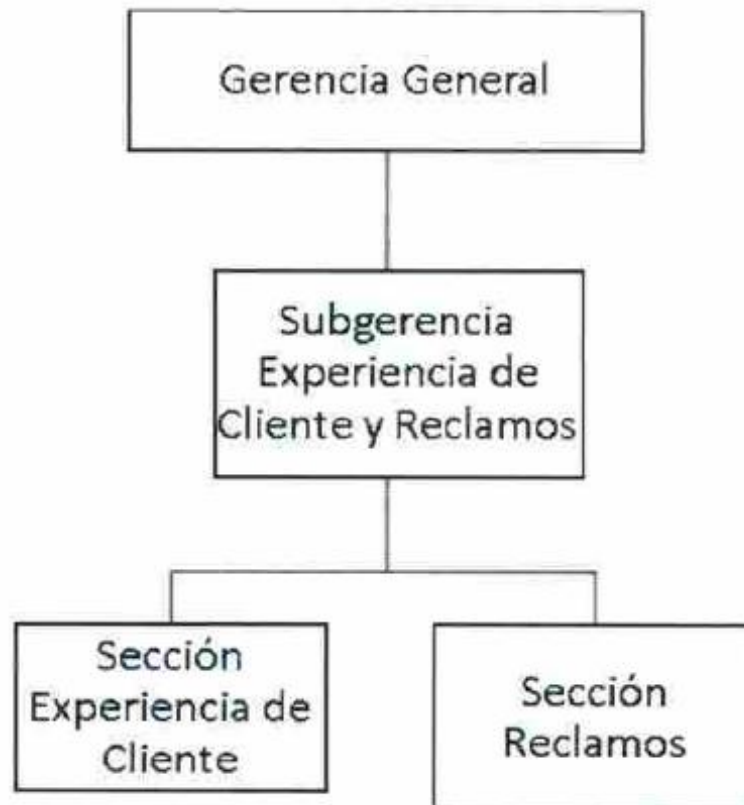 Gerencia General
Subgerencia
Experiencia de
Cliente y Reclamos
Sección
Experiencia de
Cliente
Sección
Reclamos